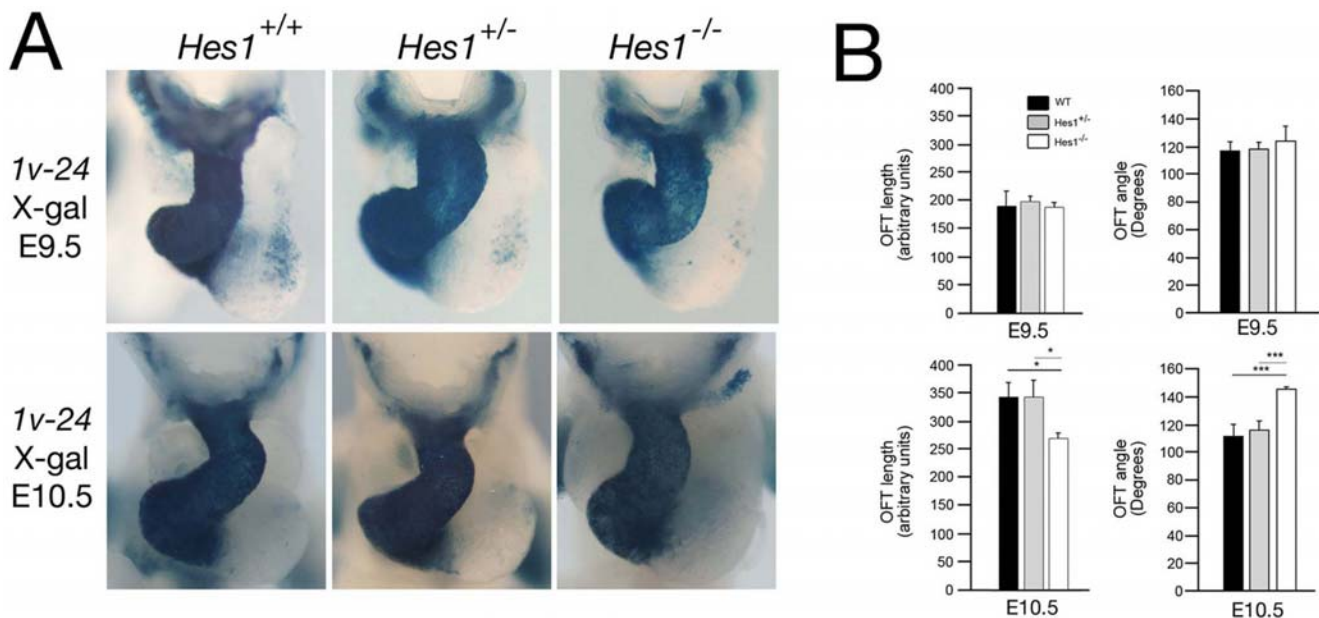 A
Hes1+/+
Hes1+/-
Hes1-/-
1v-24
X-gal
E9.5
1v-24
X-gal
E10.5
B
OFT length
(arbitrary units)
400
350
300
250
200
150
100
50
0
WT
Hes1+/-
Hes1-/-
E9.5
OFT angle
(Degrees)
160
140
120
100
80
60
40
20
0
E9.5
OFT length
(arbitrary units)
400
350
300
250
200
150
100
50
0
*
*
E10.5
OFT angle
(Degrees)
160
140
120
100
80
60
40
20
0
***
***
E10.5